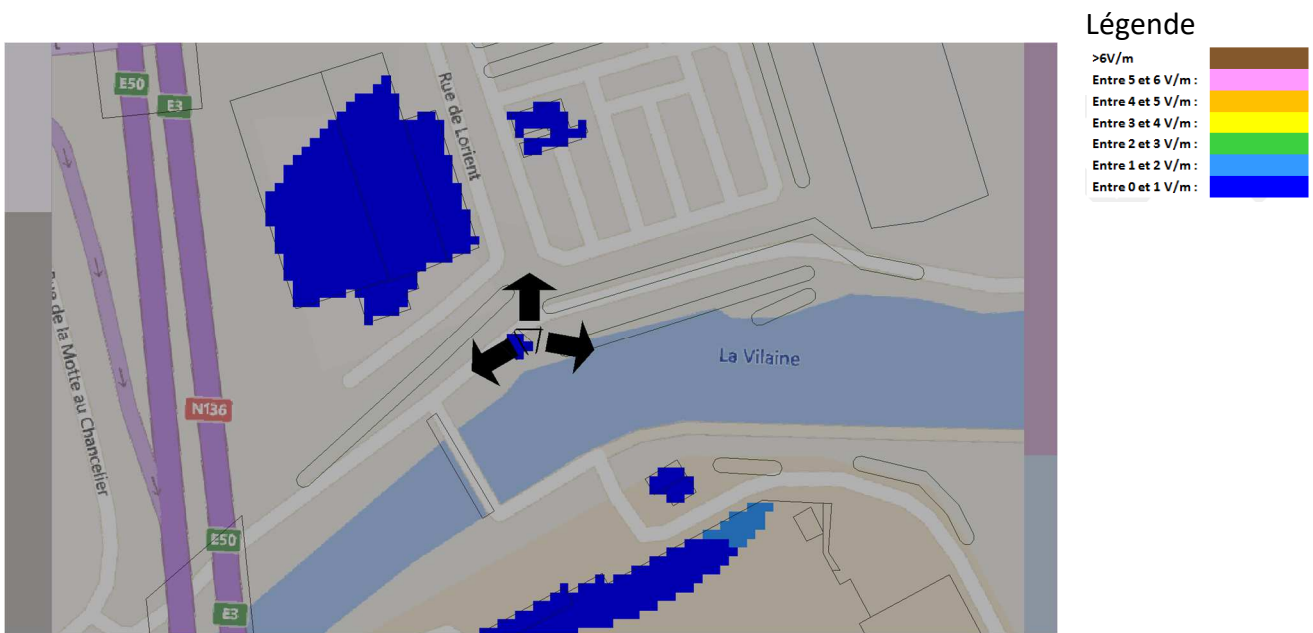 Légende
>6V/m
Entre 5 et 6 V/m :
Entre 4 et 5 V/m :
Entre 3 et 4 V/m :
Entre 2 et 3 V/m :
Entre 1 et 2 V/m :
Entre 0 et 1 V/m :
E50
E3
Rue de Lorient
Rue de la Motte au Chancelier
La Vilaine
N136
E50
E3